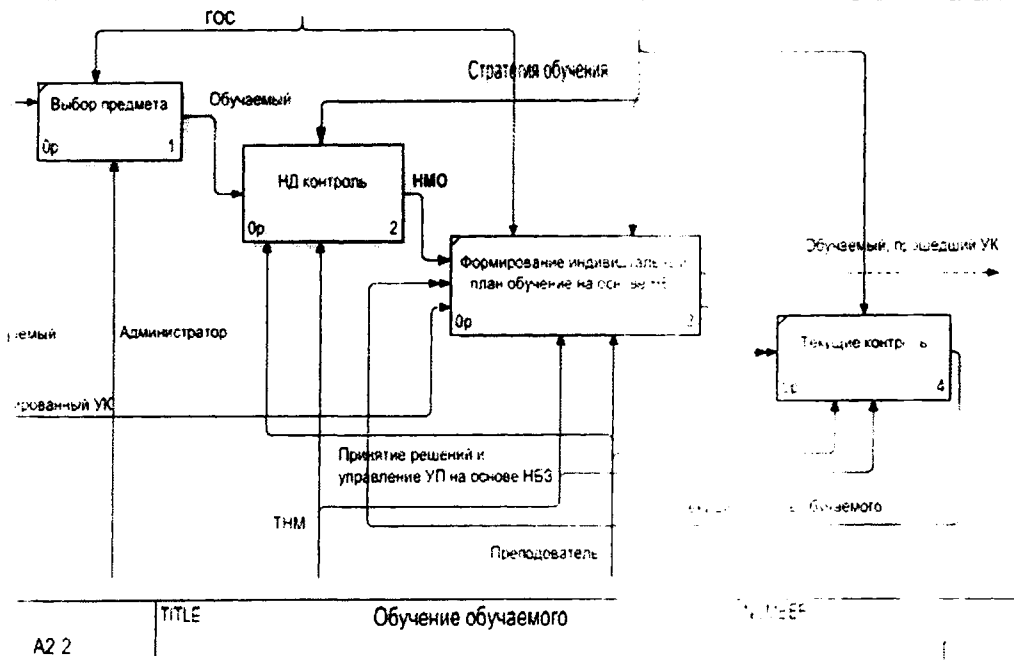 ГОС
Стратегия обучения
Выбор предмета
0р 1
Обучаемый
НД контроль
0р 2
НМО
Формирование
план обучение на основе
0р
Обучаемый, прошедший УК
Администратор
Текущие контроль
4
УК
Принятие решений и
управление УП на основе НБЗ
ТНМ
Преподователь
TITLE
Обучение обучаемого
A2.2